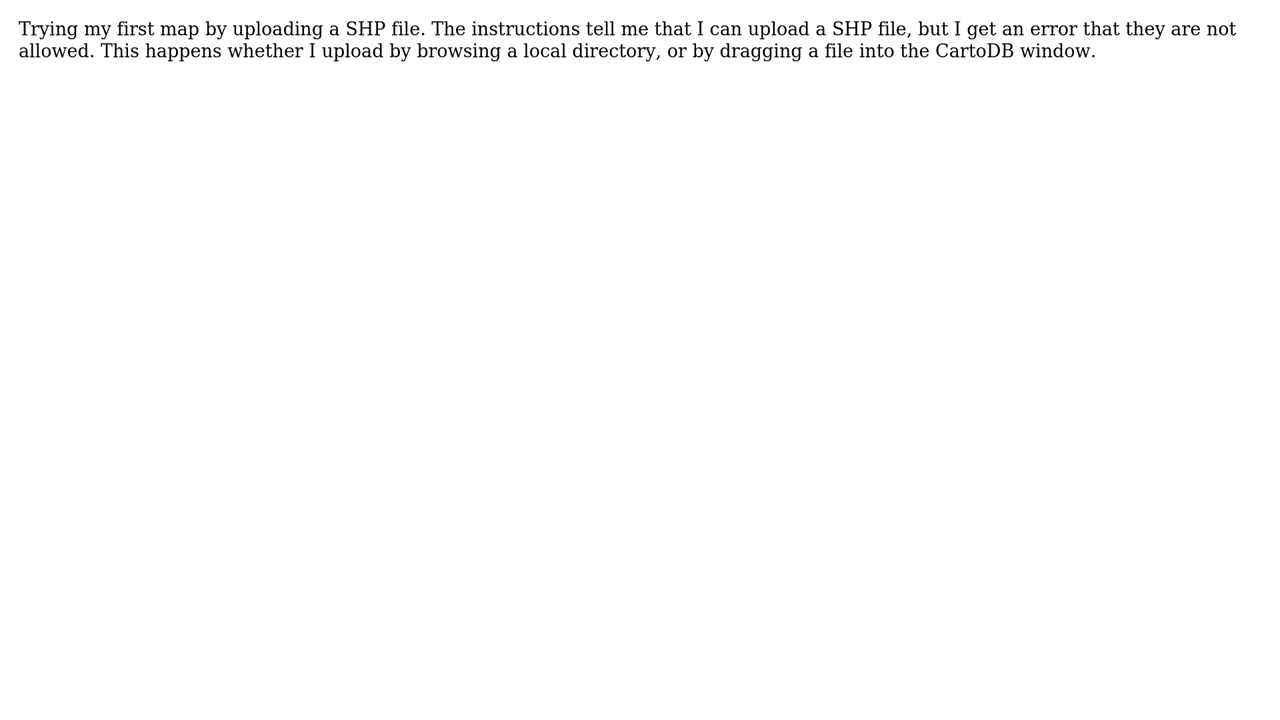 Trying my first map by uploading a SHP file. The instructions tell me that I can upload a SHP file, but I get an error that they are not
allowed. This happens whether I upload by browsing a local directory, or by dragging a file into the CartoDB window.